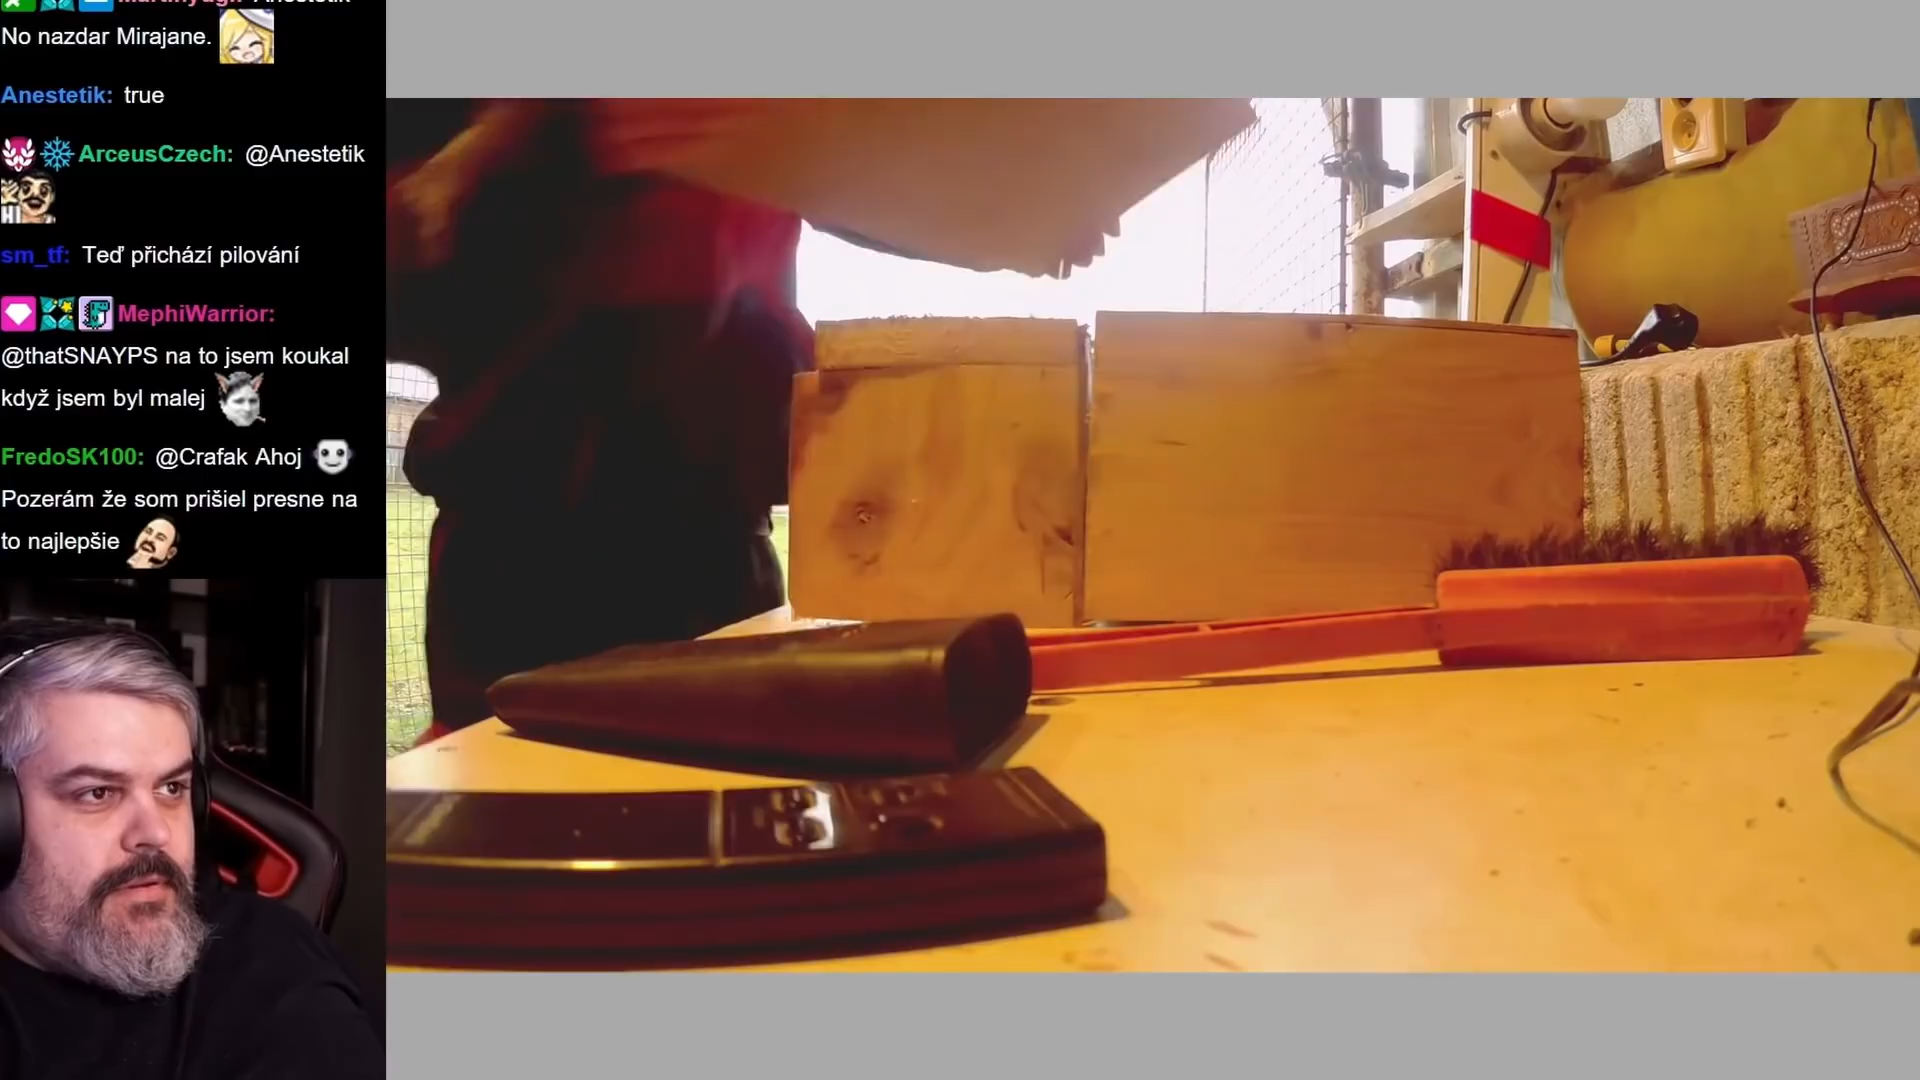 No nazdar Mirajane.
Anestetik: true
ArceusCzech: @Anestetik
HI
sm_tf: Teď přichází pilování
MephiWarrior:
@thatSNAYPS na to jsem koukal
když jsem byl malej
FredoSK100: @Crafak Ahoj
Pozerám že som prišiel presne na
to najlepšie